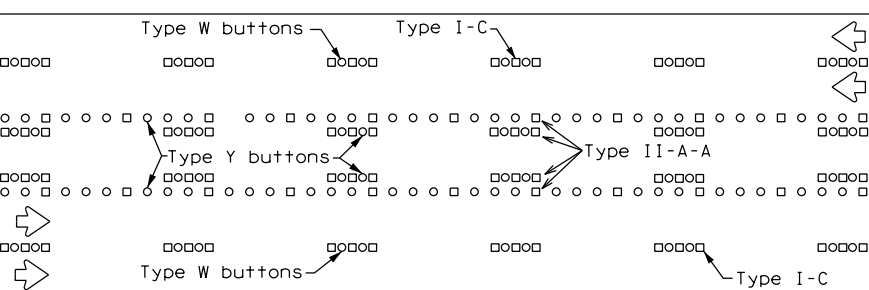 Type W buttons
Type I-C
Type Y buttons
Type II-A-A
Type W buttons
Type I-C